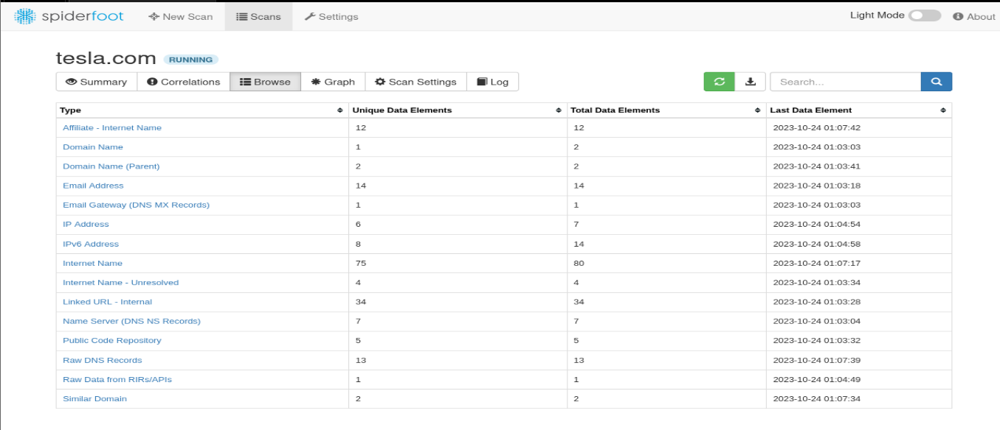 spiderfoot New Scan Scans Settings Light Mode About
tesla.com RUNNING
Summary Correlations Browse Graph Scan Settings Log Search...
Type Unique Data Elements Total Data Elements Last Data Element
Affiliate - Internet Name 12 12 2023-10-24 01:07:42
Domain Name 1 2 2023-10-24 01:03:03
Domain Name (Parent) 2 2 2023-10-24 01:03:41
Email Address 14 14 2023-10-24 01:03:18
Email Gateway (DNS MX Records) 1 1 2023-10-24 01:03:03
IP Address 6 7 2023-10-24 01:04:54
IPv6 Address 8 14 2023-10-24 01:04:58
Internet Name 75 80 2023-10-24 01:07:17
Internet Name - Unresolved 4 4 2023-10-24 01:03:34
Linked URL - Internal 34 34 2023-10-24 01:03:28
Name Server (DNS NS Records) 7 7 2023-10-24 01:03:04
Public Code Repository 5 5 2023-10-24 01:03:32
Raw DNS Records 13 13 2023-10-24 01:07:39
Raw Data from RIRs/APIs 1 1 2023-10-24 01:04:49
Similar Domain 2 2 2023-10-24 01:07:34